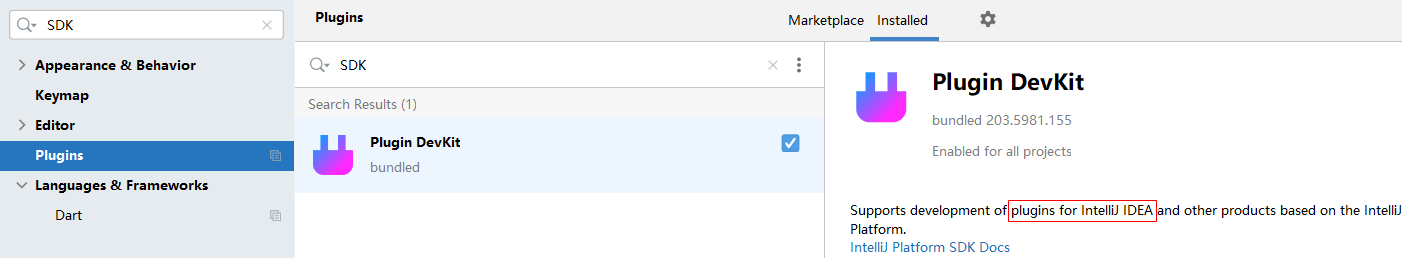 SDK
Appearance & Behavior
Keymap
Editor
Plugins
Languages & Frameworks
Dart
Plugins
Marketplace
Installed
SDK
Search Results (1)
Plugin DevKit
bundled
Plugin DevKit
bundled 203.5981.155
Enabled for all projects
Supports development of plugins for IntelliJ IDEA and other products based on the IntelliJ
Platform.
IntelliJ Platform SDK Docs